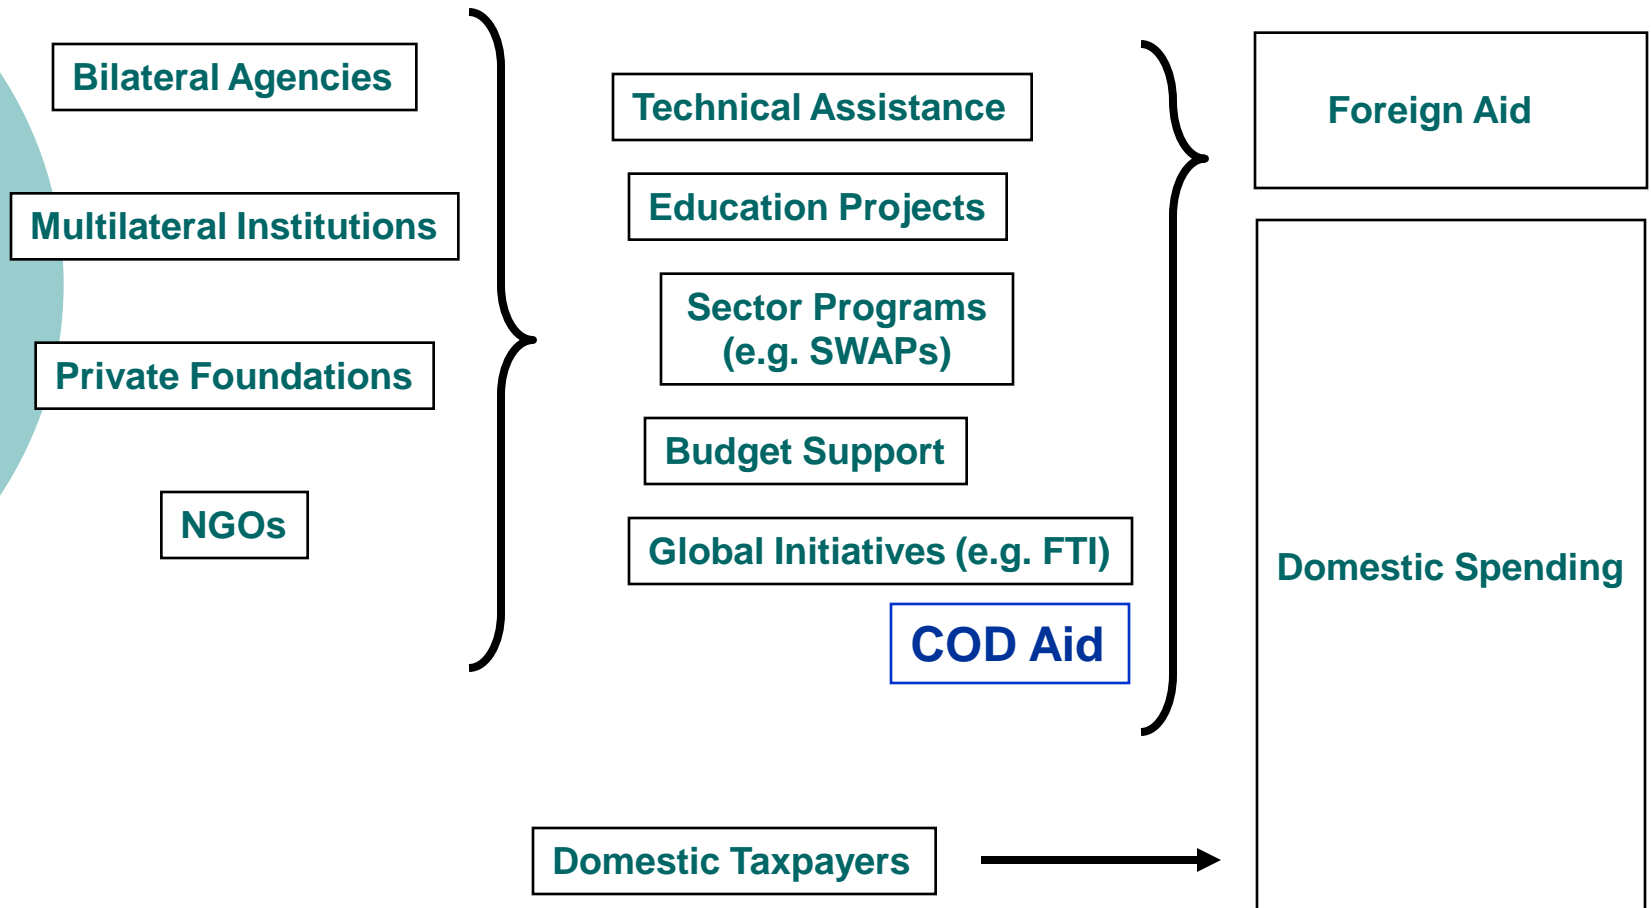 Bilateral Agencies
Multilateral Institutions
Private Foundations
NGOs
Technical Assistance
Education Projects
Sector Programs
(e.g. SWAPs)
Budget Support
Global Initiatives (e.g. FTI)
COD Aid
Domestic Taxpayers
Foreign Aid
Domestic Spending